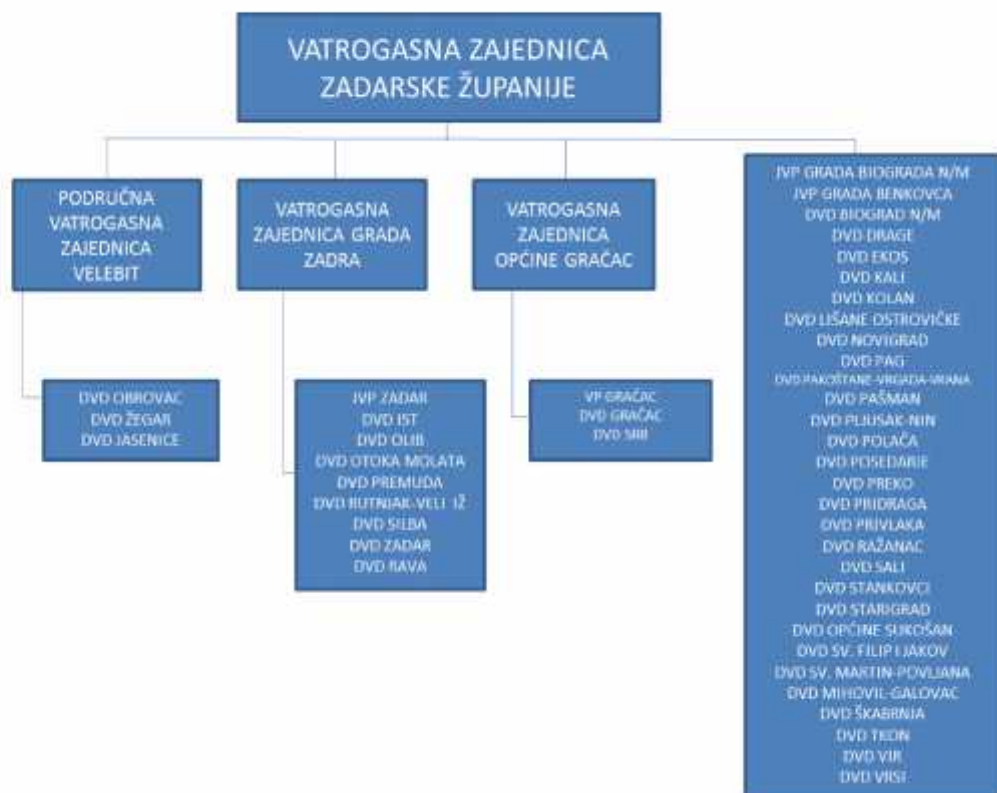 VATROGASNA ZAJEDNICA
ZADARSKE ŽUPANIJE
PODRUČNA
VATROGASNA
ZAJEDNICA
VELEBIT
DVD OBROVAC
DVD ŽEGAR
DVD JASENICE
VATROGASNA
ZAJEDNICA GRADA
ZADRA
JVP ZADAR
DVD IST
DVD OLIB
DVD OTOKA MOLATA
DVD PREMUDA
DVD RUTNJAK-VELI IŽ
DVD SILBA
DVD ZADAR
DVD RAVA
VATROGASNA
ZAJEDNICA
OPĆINE GRAČAC
VP GRAČAC
DVD GRAČAC
DVD SRB
JVP GRADA BIOGRADA N/M
JVP GRADA BENKOVCA
DVD BIOGRAD N/M
DVD DRAGE
DVD EKOS
DVD KALI
DVD KOLAN
DVD LIŠANE OSTROVIČKE
DVD NOVIGRAD
DVD PAG
DVD PAKOŠTANE-VRGADA-VRANA
DVD PAŠMAN
DVD PLJUSAK-NIN
DVD POLAČA
DVD POSEDARJE
DVD PREKO
DVD PRIDRAGA
DVD PRIVLAKA
DVD RAŽANAC
DVD SALI
DVD STANKOVCI
DVD STARIGRAD
DVD OPĆINE SUKOŠAN
DVD SV. FILIP I JAKOV
DVD SV. MARTIN-POVLJANA
DVD MIHOVIL-GALOVAC
DVD ŠKABRNJA
DVD TKON
DVD VIR
DVD VRSI